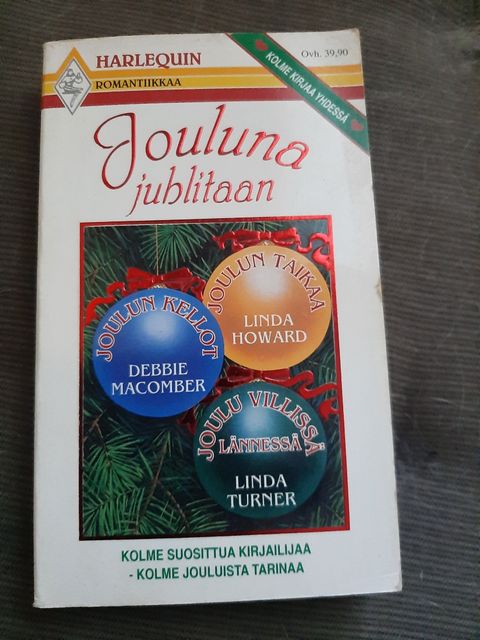 HARLEQUIN
ROMANTIIKKAA
Ovh. 39,90
KOLME KIRJAA YHDESSÄ
Jouluna
juhlitaan
JOULUN TAIKAA
LINDA
HOWARD
JOULUN KELLOT
DEBBIE
MACOMBER
JOULU VILLISSÄ
LÄNNESSÄ
LINDA
TURNER
KOLME SUOSITTUA KIRJAILIJAA
- KOLME JOULUISTA TARINAA